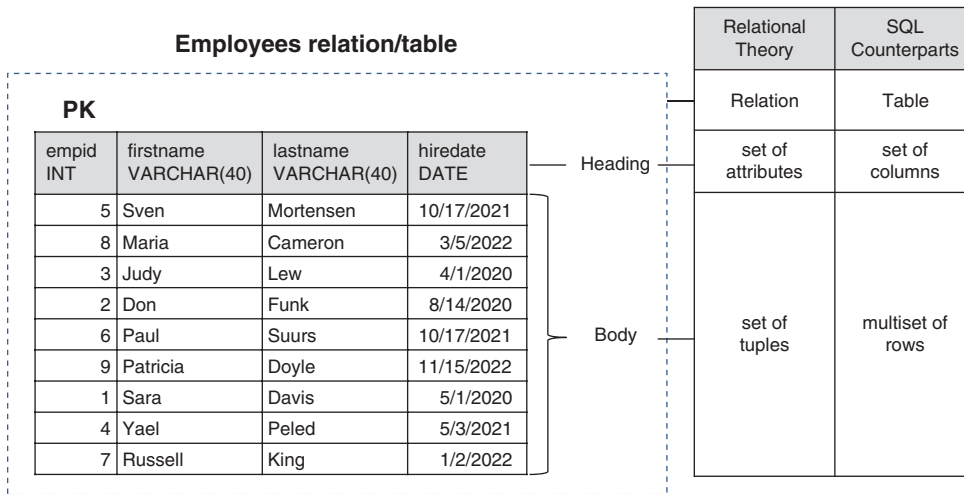 Employees relation/table
PK
empid INT
firstname VARCHAR(40)
lastname VARCHAR(40)
hiredate DATE
5 Sven Mortensen 10/17/2021
8 Maria Cameron 3/5/2022
3 Judy Lew 4/1/2020
2 Don Funk 8/14/2020
6 Paul Suurs 10/17/2021
9 Patricia Doyle 11/15/2022
1 Sara Davis 5/1/2020
4 Yael Peled 5/3/2021
7 Russell King 1/2/2022
Heading
Body
Relational
Theory
SQL
Counterparts
Relation
Table
set of
attributes
set of
columns
set of
tuples
multiset of
rows